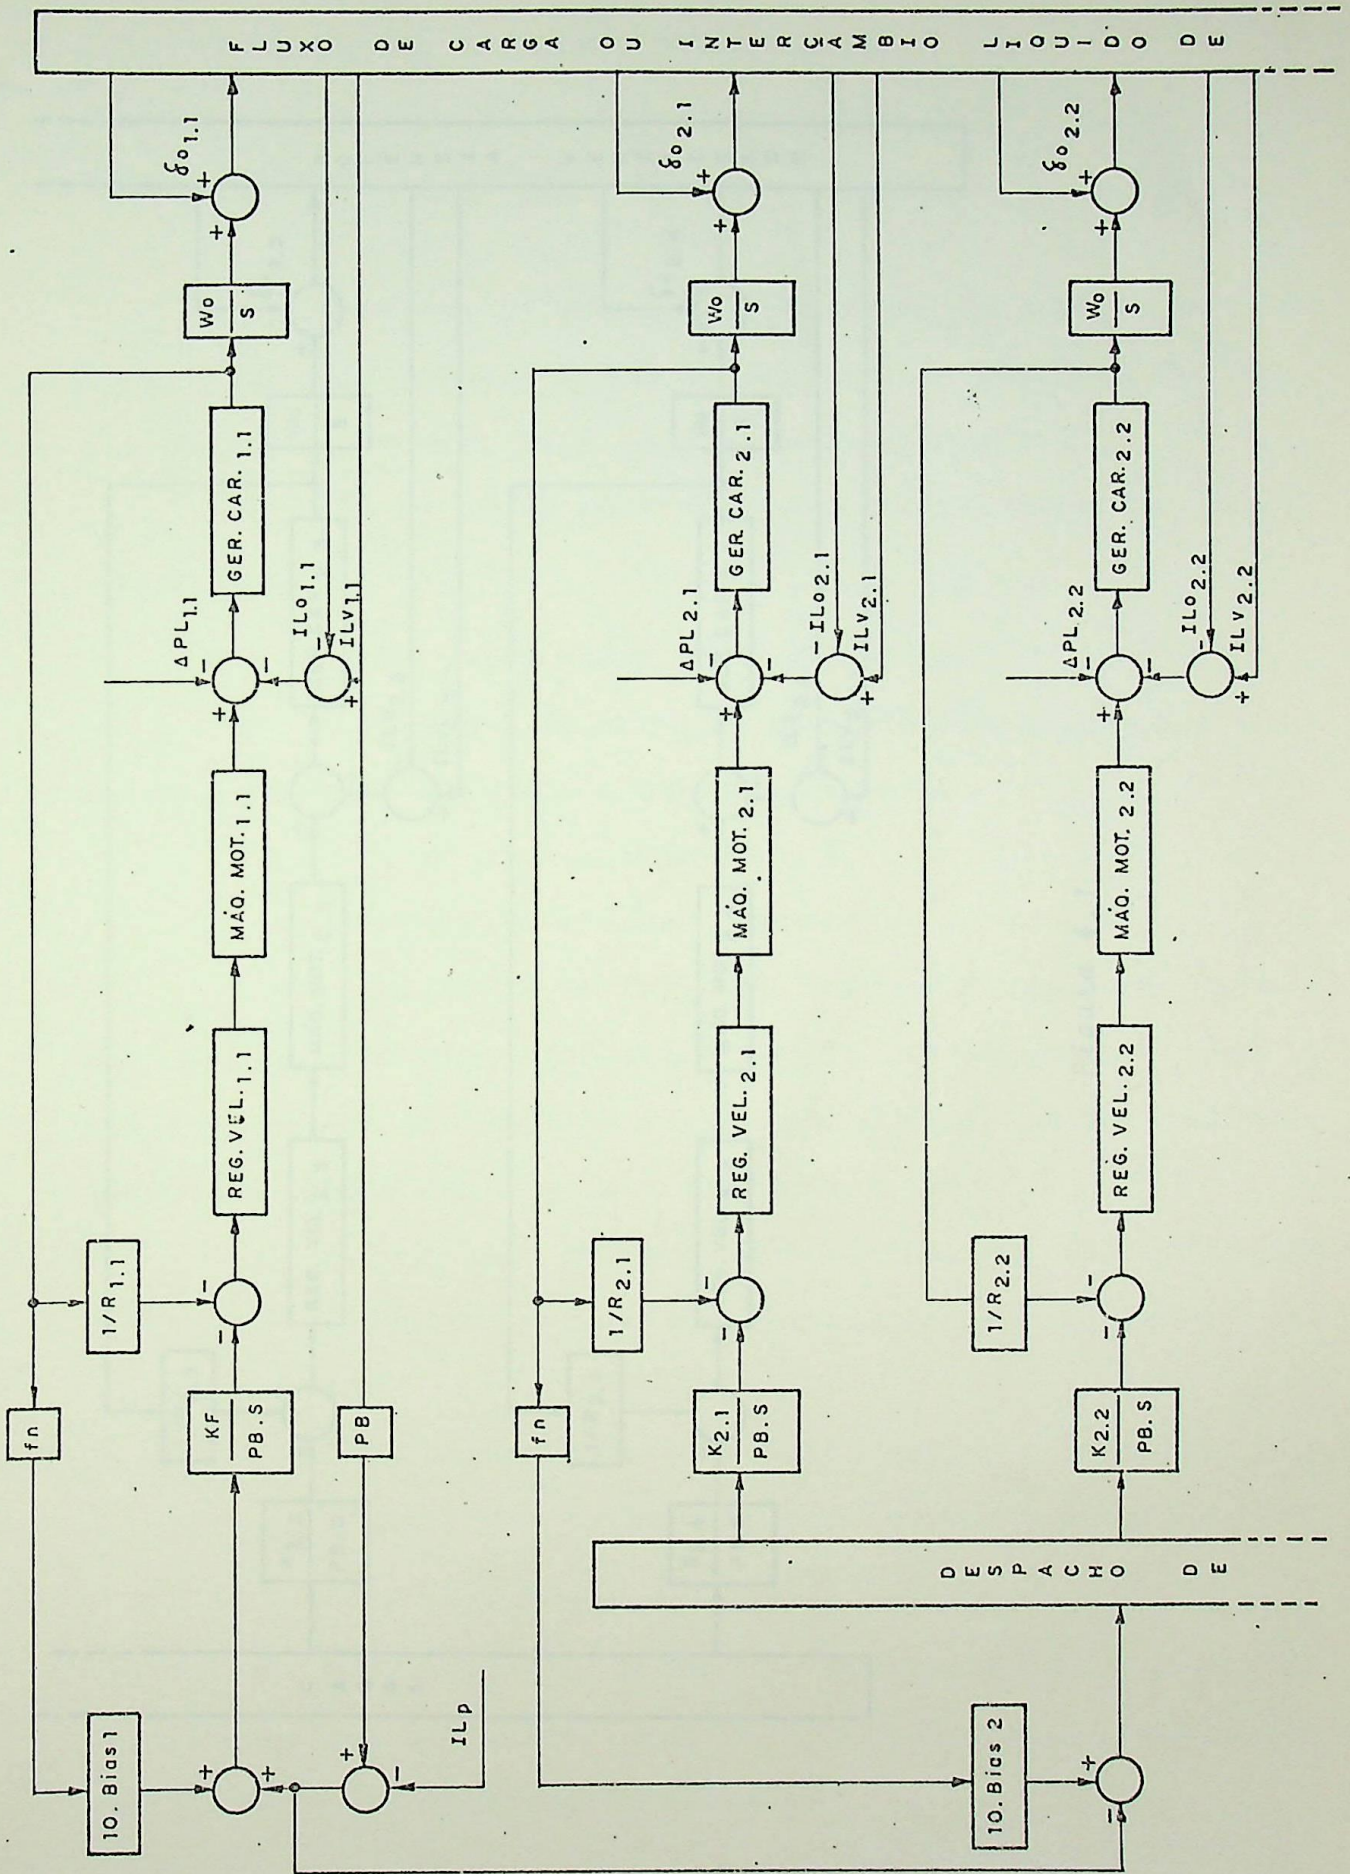 FLUXO DE CARGA OU INTERCÂMBIO LIQUIDO DE
δo1.1
Wo
S
GER. CAR.1.1
ΔPL1.1
ILo1.1
ILV1.1
MÁQ. MOT.1.1
REG. VEL.1.1
1/R1.1
fn
KF
PB.S
PB
10. Bias 1
ILp
δo2.1
Wo
S
GER. CAR.2.1
ΔPL2.1
ILo2.1
ILV2.1
MÁQ. MOT.2.1
REG. VEL.2.1
1/R2.1
fn
K2.1
PB.S
δo2.2
Wo
S
GER. CAR.2.2
ΔPL2.2
ILo2.2
ILV2.2
MÁQ. MOT.2.2
REG. VEL.2.2
1/R2.2
K2.2
PB.S
DESPACHO DE
10. Bias 2